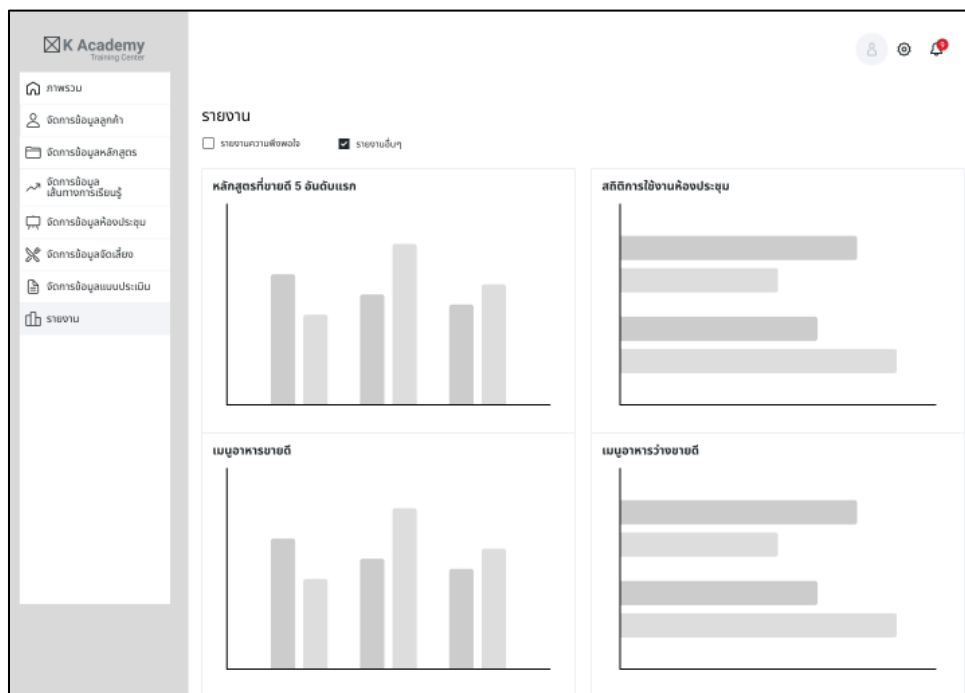 K Academy
Training Center
9
ภาพรวม
จัดการข้อมูลลูกค้า
จัดการข้อมูลหลักสูตร
จัดการข้อมูล
เส้นทางการเรียนรู้
จัดการข้อมูลห้องประชุม
จัดการข้อมูลจัดเลี้ยง
จัดการข้อมูลแบบประเมิน
รายงาน
รายงาน
รายงานความพึงพอใจ
รายงานอื่นๆ
หลักสูตรที่ขายดี 5 อันดับแรก
สถิติการใช้งานห้องประชุม
เมนูอาหารขายดี
เมนูอาหารว่างขายดี